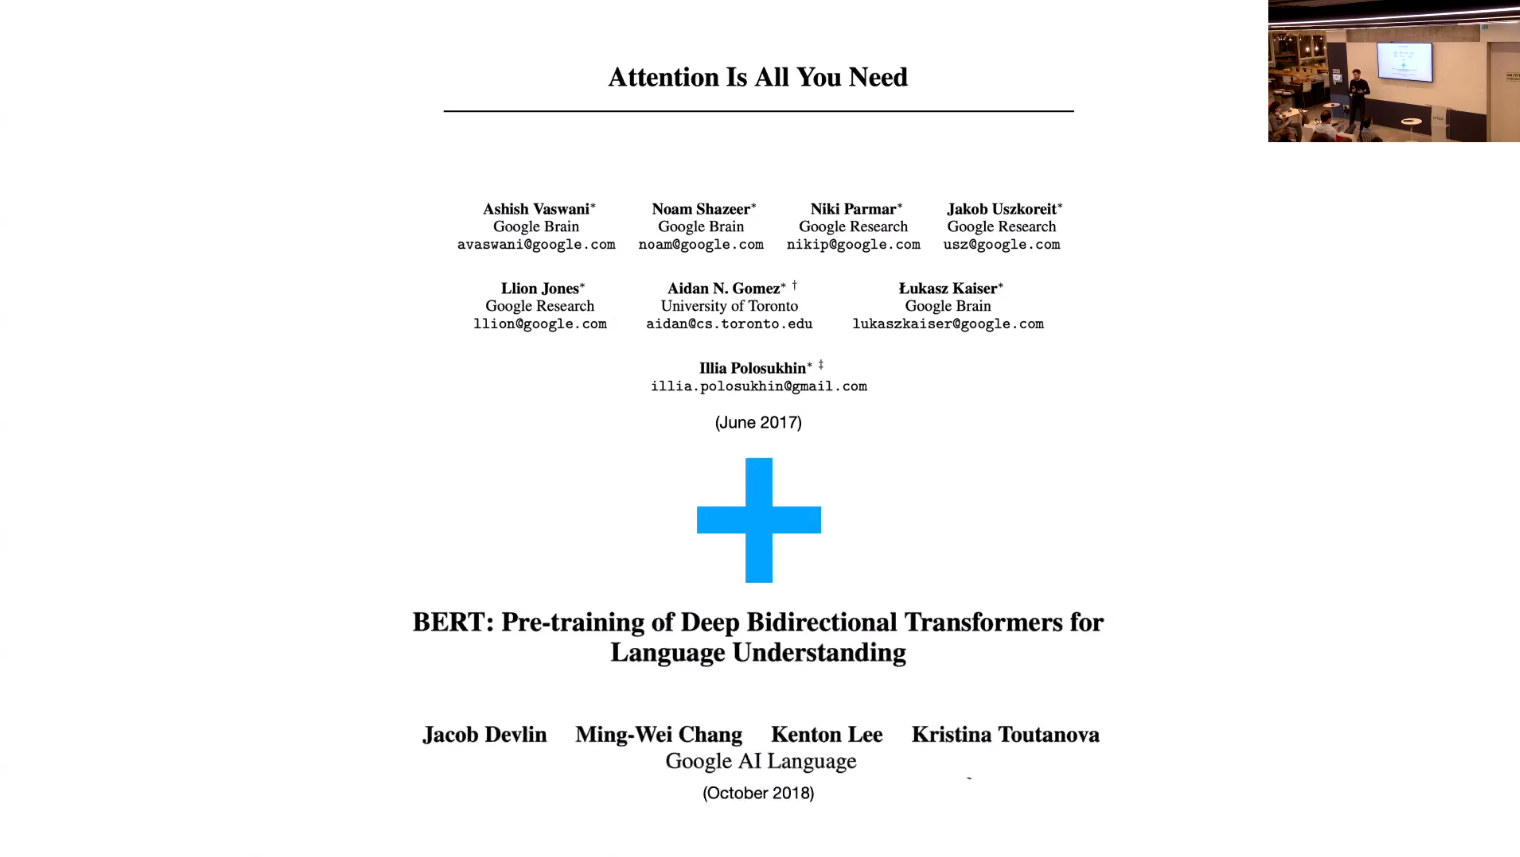 Attention Is All You Need
Ashish Vaswani* Noam Shazeer* Niki Parmar* Jakob Uszkoreit*
Google Brain Google Brain Google Research Google Research
avaswani@google.com noam@google.com nikip@google.com usz@google.com
Llion Jones* Aidan N. Gomez* † Łukasz Kaiser*
Google Research University of Toronto Google Brain
llion@google.com aidan@cs.toronto.edu lukaszkaiser@google.com
Illia Polosukhin* ‡
illia.polosukhin@gmail.com
(June 2017)
BERT: Pre-training of Deep Bidirectional Transformers for
Language Understanding
Jacob Devlin Ming-Wei Chang Kenton Lee Kristina Toutanova
Google AI Language
(October 2018)